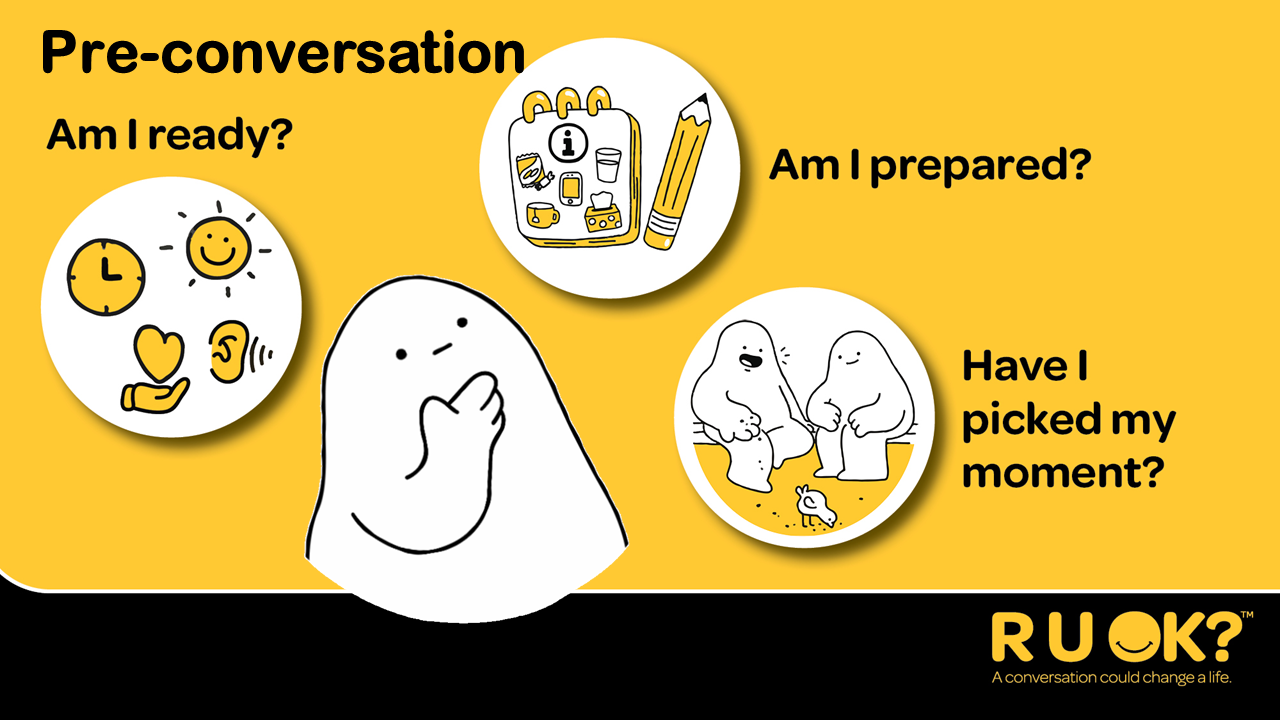 Pre-conversation
Am I ready?
i
Am I prepared?
Have I
picked my
moment?
R U OK?™
A conversation could change a life.